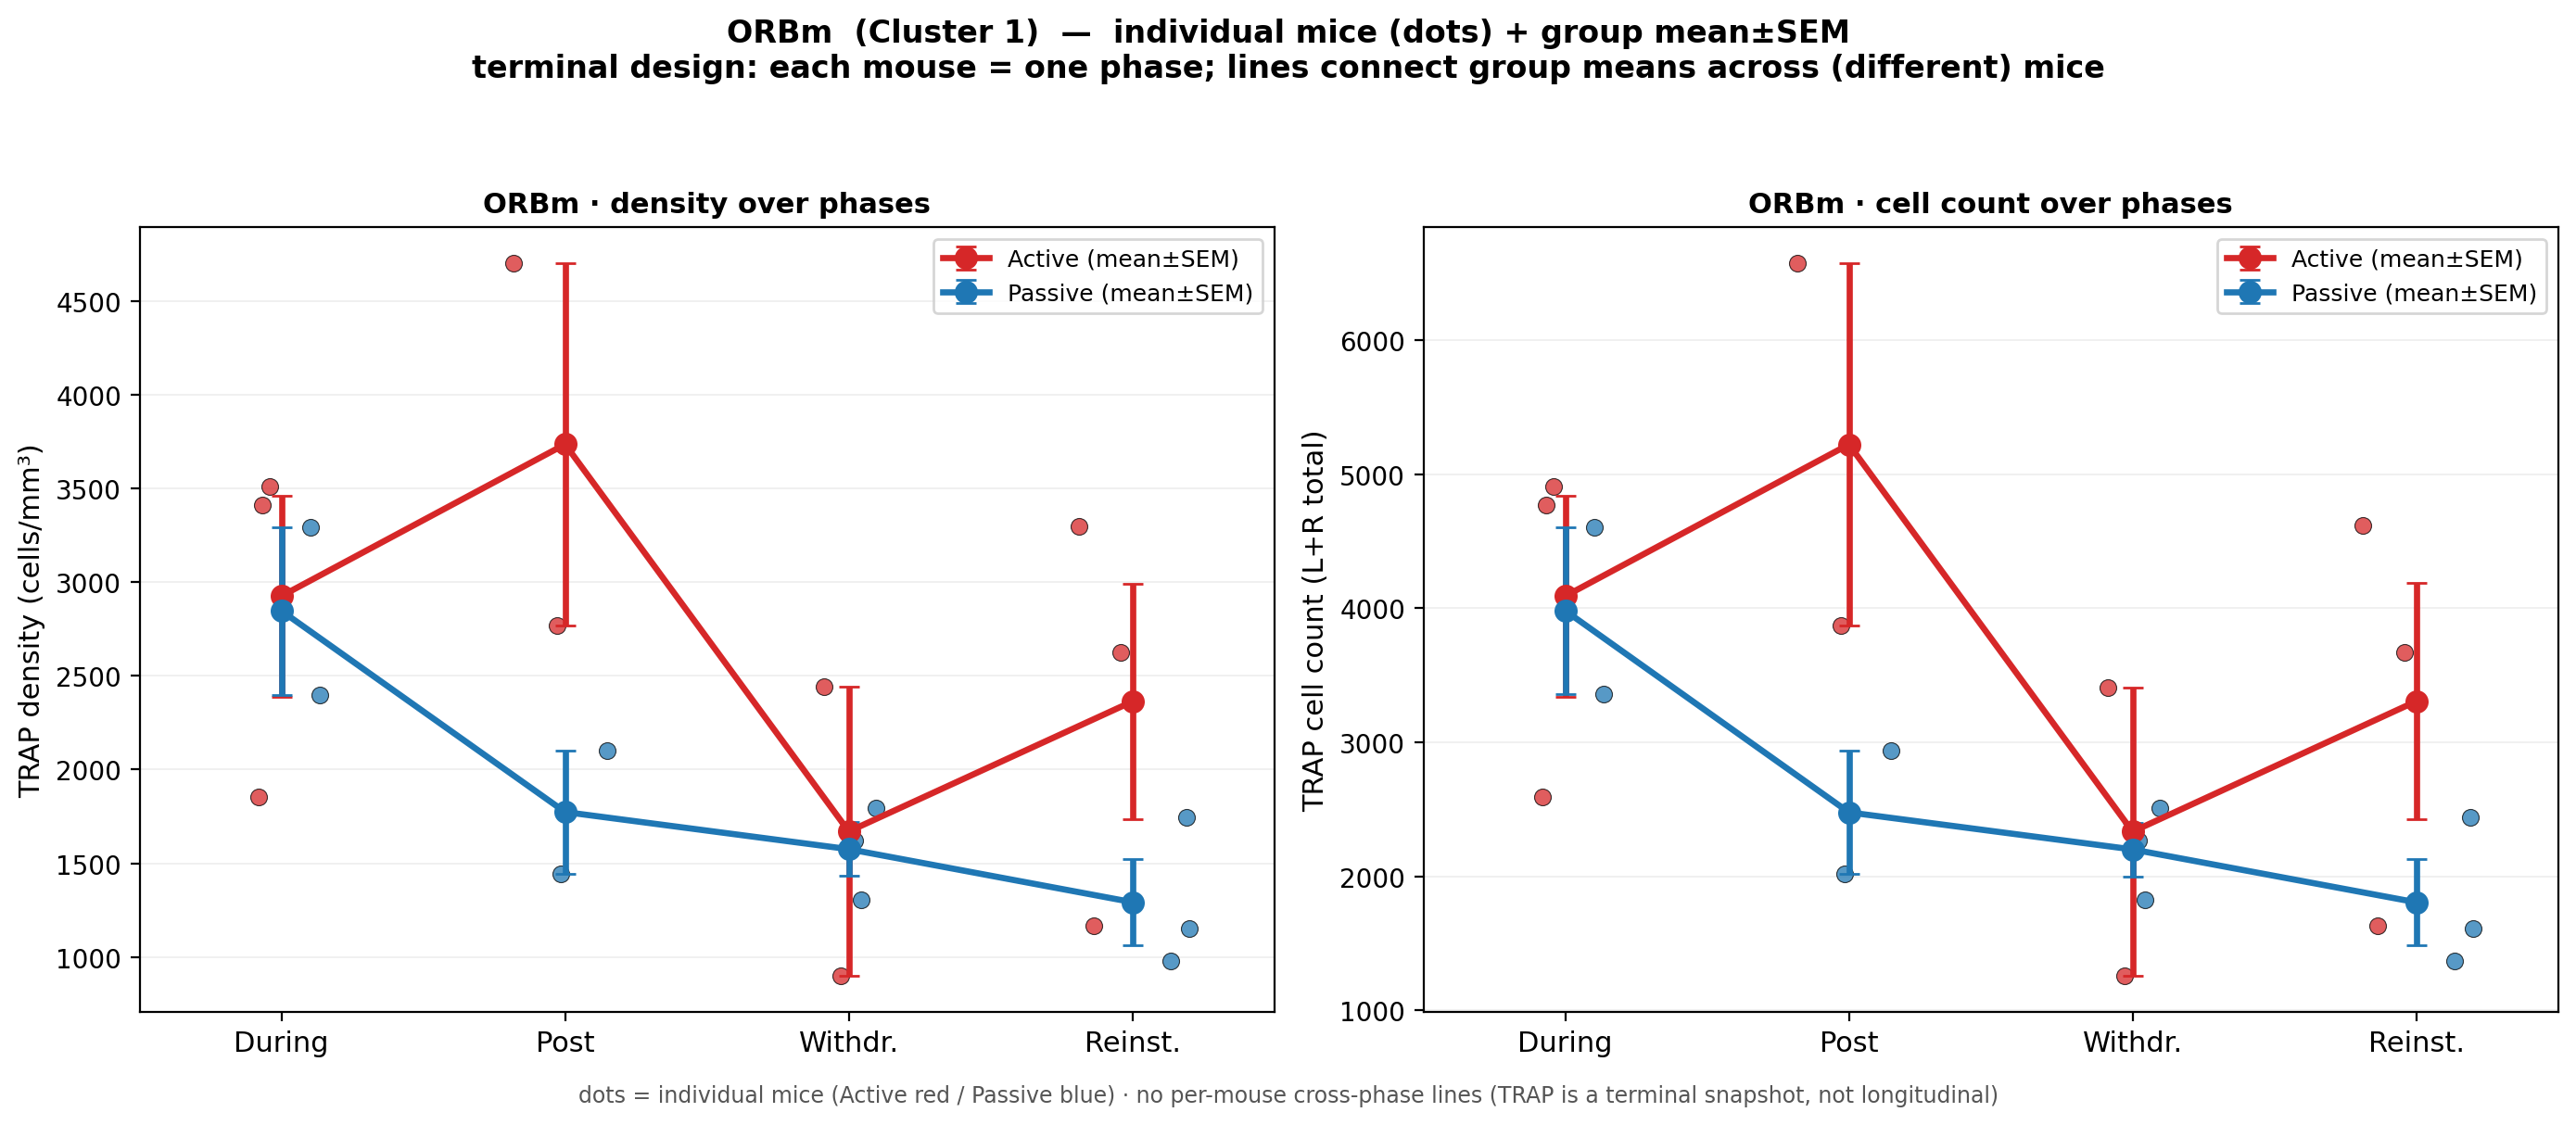 ORBm (Cluster 1) — individual mice (dots) + group mean±SEM
terminal design: each mouse = one phase; lines connect group means across (different) mice
ORBm · density over phases
TRAP density (cells/mm³)
4500
4000
3500
3000
2500
2000
1500
1000
Active (mean±SEM)
Passive (mean±SEM)
During Post Withdr. Reinst.
ORBm · cell count over phases
TRAP cell count (L+R total)
6000
5000
4000
3000
2000
1000
Active (mean±SEM)
Passive (mean±SEM)
During Post Withdr. Reinst.
dots = individual mice (Active red / Passive blue) · no per-mouse cross-phase lines (TRAP is a terminal snapshot, not longitudinal)